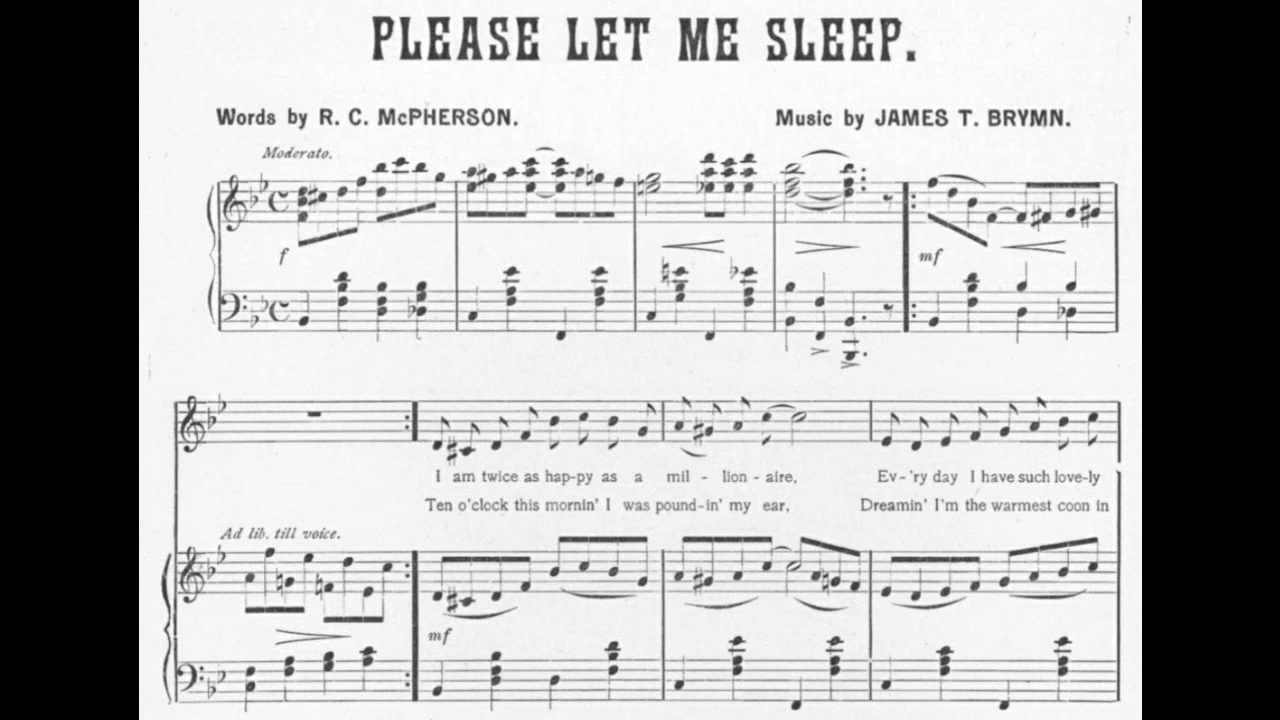 PLEASE LET ME SLEEP.
Words by R. C. McPHERSON.
Music by JAMES T. BRYMN.
Moderato.
f
mf
I am twice as hap-py as a mil - lion - aire, Ev-'ry day I have such love-ly
Ten o'clock this mornin' I was pound-in' my ear, Dreamin' I'm the warmest coon in
Ad lib. till voice.
mf